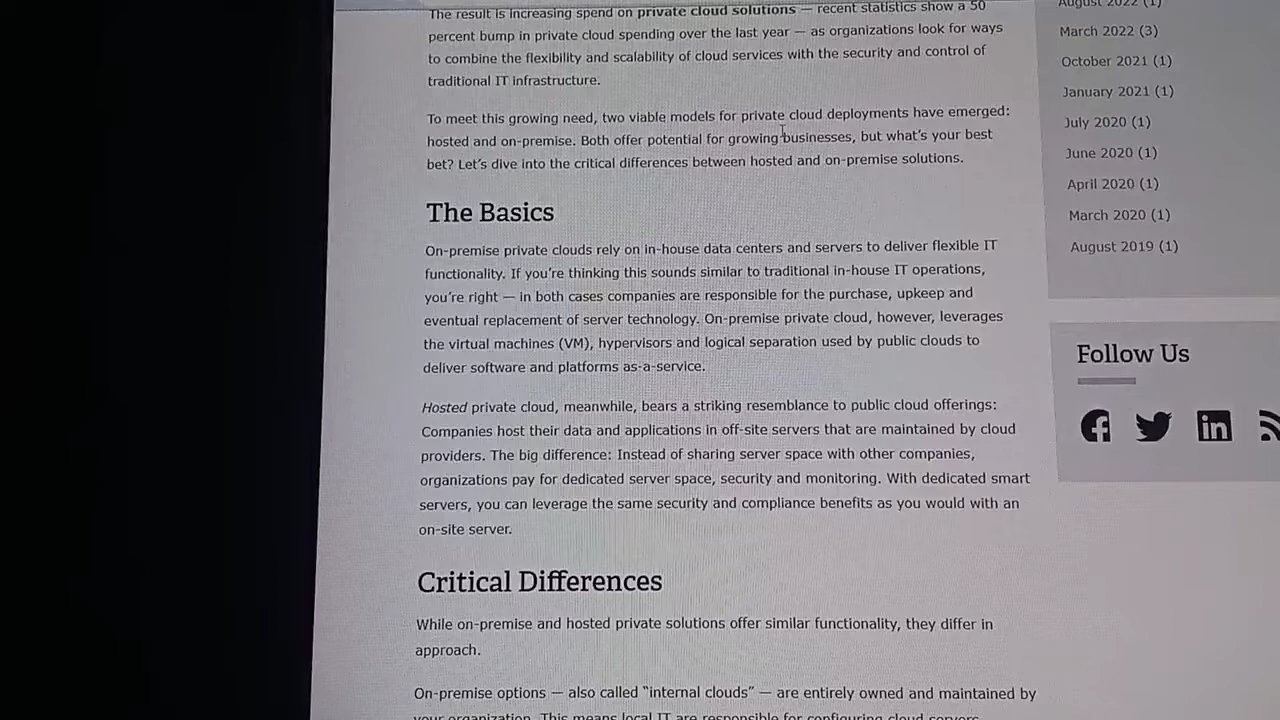 The result is increasing spend on private cloud solutions — recent statistics show a 50
percent bump in private cloud spending over the last year — as organizations look for ways
to combine the flexibility and scalability of cloud services with the security and control of
traditional IT infrastructure.
To meet this growing need, two viable models for private cloud deployments have emerged:
hosted and on-premise. Both offer potential for growing businesses, but what's your best
bet? Let's dive into the critical differences between hosted and on-premise solutions.
The Basics
On-premise private clouds rely on in-house data centers and servers to deliver flexible IT
functionality. If you're thinking this sounds similar to traditional in-house IT operations,
you're right — in both cases companies are responsible for the purchase, upkeep and
eventual replacement of server technology. On-premise private cloud, however, leverages
the virtual machines (VM), hypervisors and logical separation used by public clouds to
deliver software and platforms as-a-service.
Hosted private cloud, meanwhile, bears a striking resemblance to public cloud offerings:
Companies host their data and applications in off-site servers that are maintained by cloud
providers. The big difference: Instead of sharing server space with other companies,
organizations pay for dedicated server space, security and monitoring. With dedicated smart
servers, you can leverage the same security and compliance benefits as you would with an
on-site server.
Critical Differences
While on-premise and hosted private solutions offer similar functionality, they differ in
approach.
On-premise options — also called "internal clouds" — are entirely owned and maintained by
your organization. This means local IT are responsible for configuring cloud servers,
August 2022 (1)
March 2022 (3)
October 2021 (1)
January 2021 (1)
July 2020 (1)
June 2020 (1)
April 2020 (1)
March 2020 (1)
August 2019 (1)
Follow Us